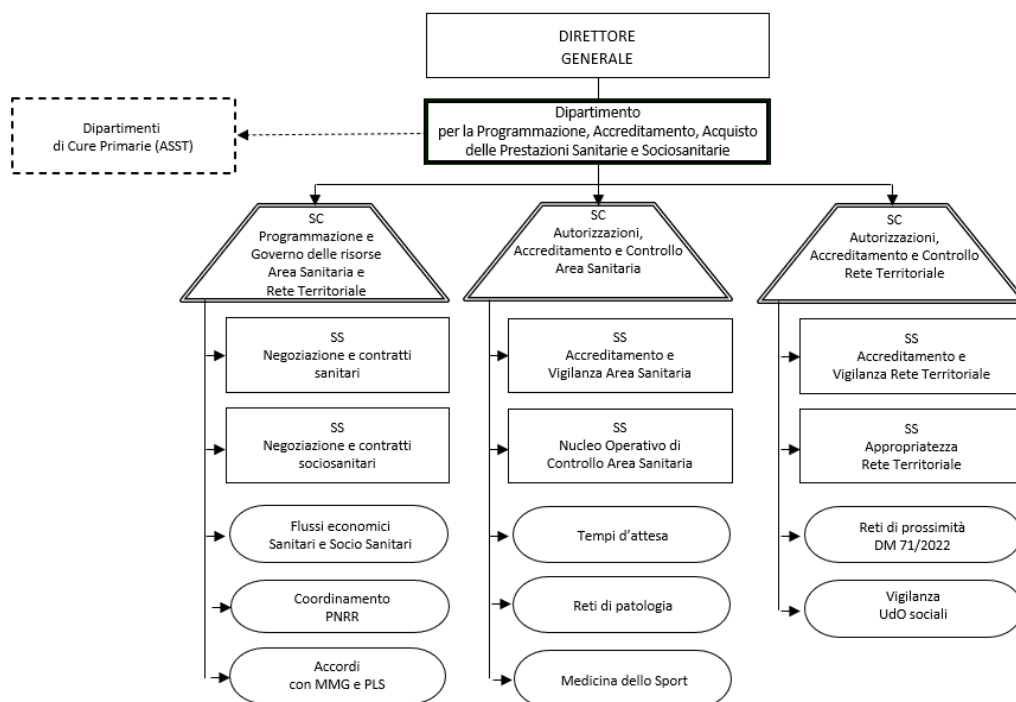 DIRETTORE
GENERALE
Dipartimento
per la Programmazione, Accreditamento, Acquisto
delle Prestazioni Sanitarie e Sociosanitarie
Dipartimenti
di Cure Primarie (ASST)
SC
Programmazione e
Governo delle risorse
Area Sanitaria e
Rete Territoriale
SS
Negoziazione e contratti
sanitari
SS
Negoziazione e contratti
sociosanitari
Flussi economici
Sanitari e Socio Sanitari
Coordinamento
PNRR
Accordi
con MMG e PLS
SC
Autorizzazioni,
Accreditamento e Controllo
Area Sanitaria
SS
Accreditamento e
Vigilanza Area Sanitaria
SS
Nucleo Operativo di
Controllo Area Sanitaria
Tempi d'attesa
Reti di patologia
Medicina dello Sport
SC
Autorizzazioni,
Accreditamento e Controllo
Rete Territoriale
SS
Accreditamento e
Vigilanza Rete Territoriale
SS
Appropriatezza
Rete Territoriale
Reti di prossimità
DM 71/2022
Vigilanza
UdO sociali